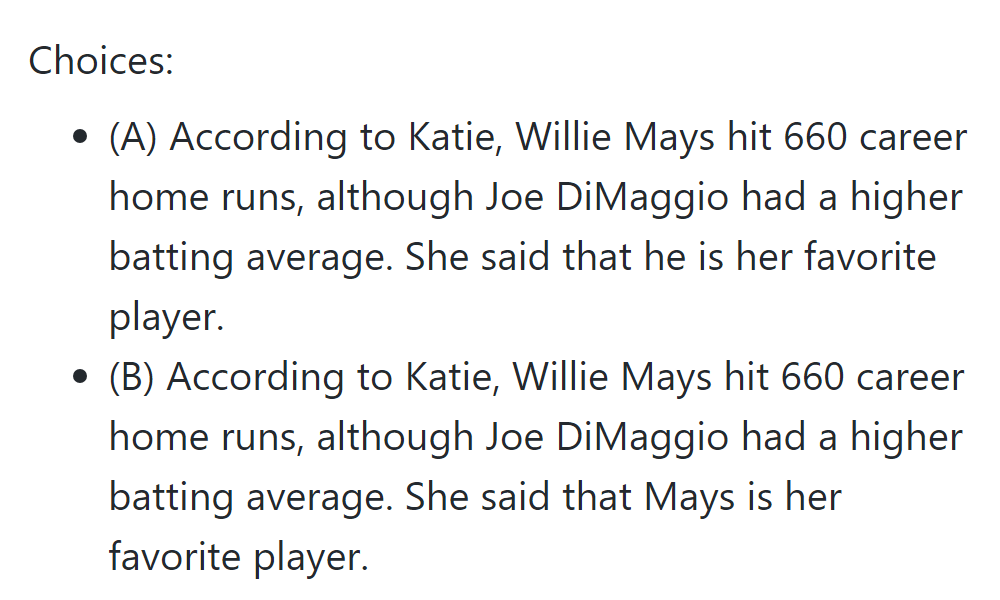 Choices:
• (A) According to Katie, Willie Mays hit 660 career
home runs, although Joe DiMaggio had a higher
batting average. She said that he is her favorite
player.
• (B) According to Katie, Willie Mays hit 660 career
home runs, although Joe DiMaggio had a higher
batting average. She said that Mays is her
favorite player.